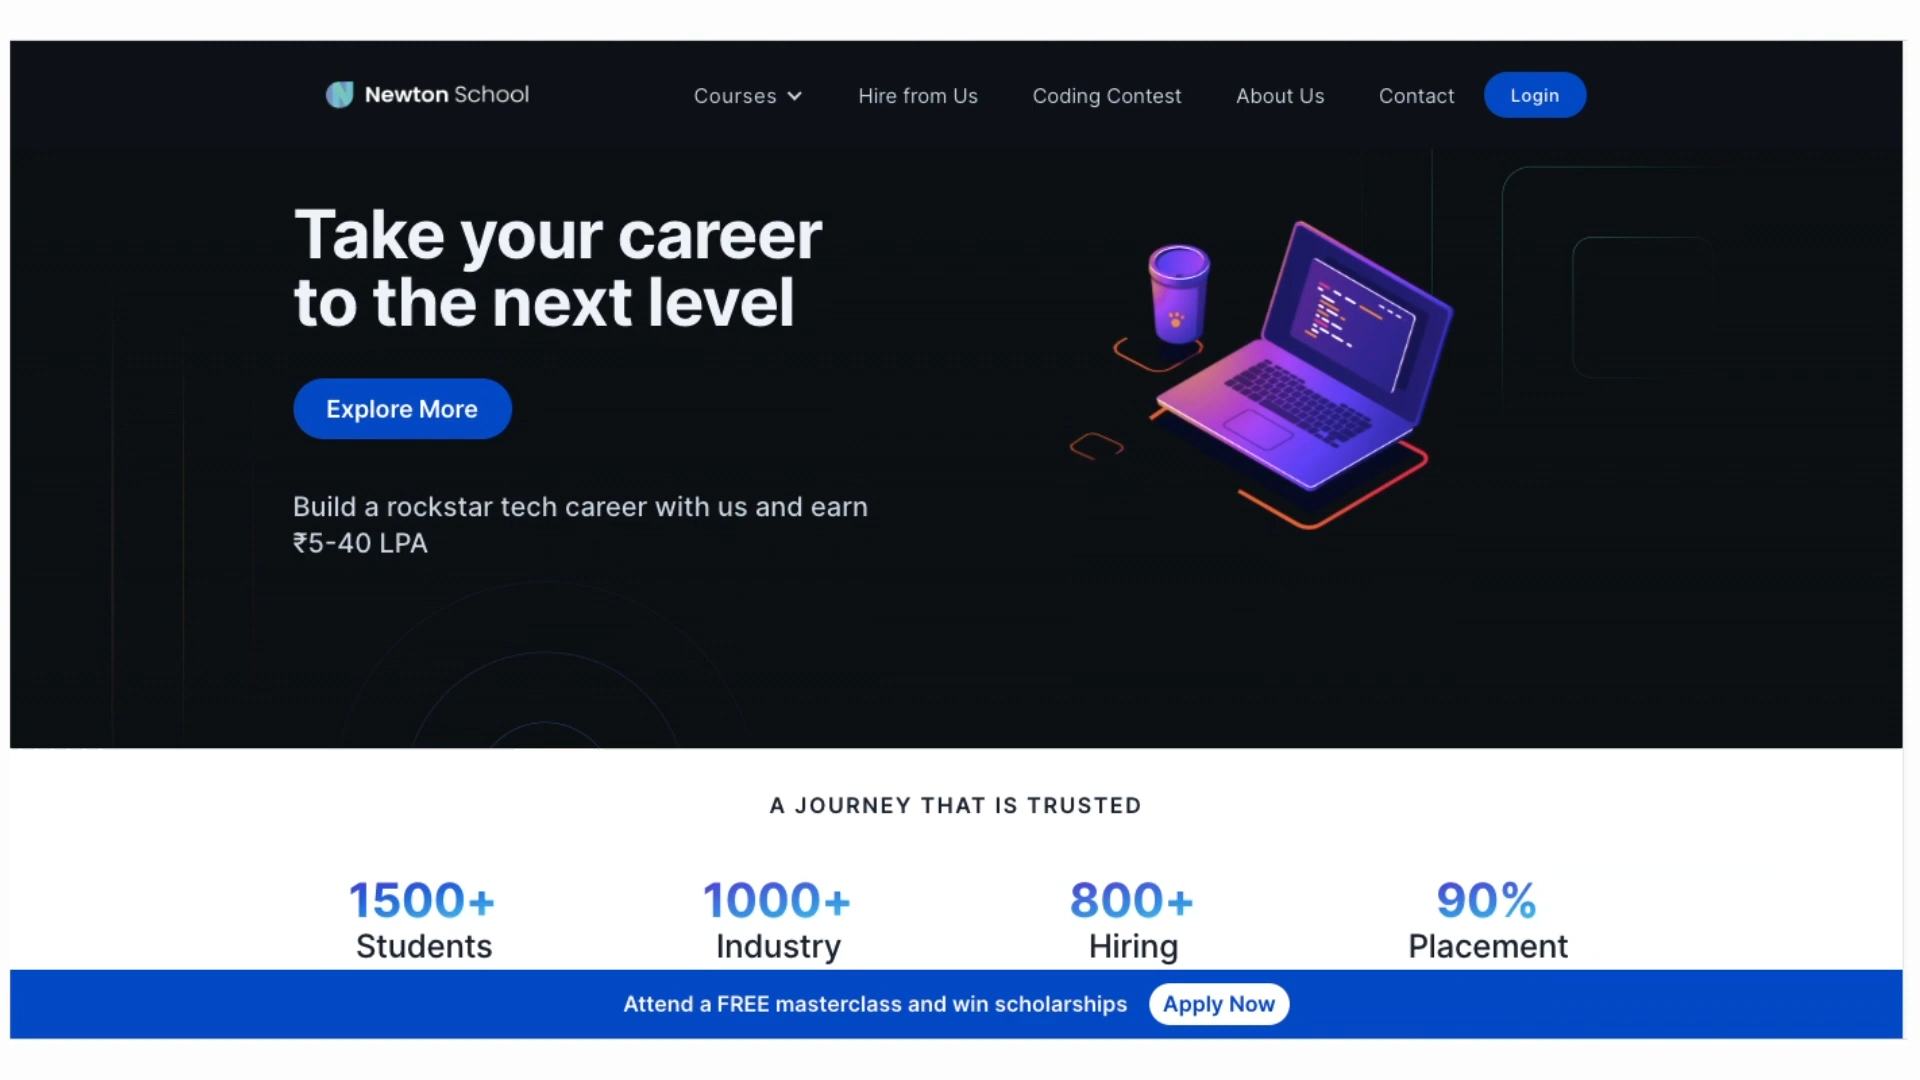 Newton School
Courses
Hire from Us
Coding Contest
About Us
Contact
Login
Take your career
to the next level
Explore More
Build a rockstar tech career with us and earn
₹5-40 LPA
A JOURNEY THAT IS TRUSTED
1500+
Students
1000+
Industry
800+
Hiring
90%
Placement
Attend a FREE masterclass and win scholarships
Apply Now